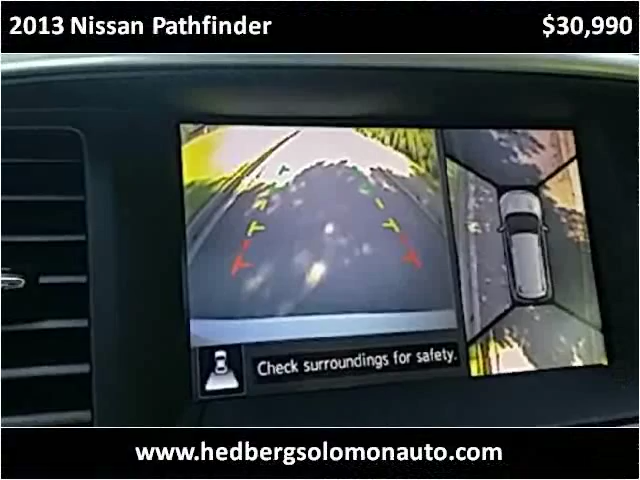 2013 Nissan Pathfinder $30,990
Check surroundings for safety.
www.hedbergsolomonauto.com